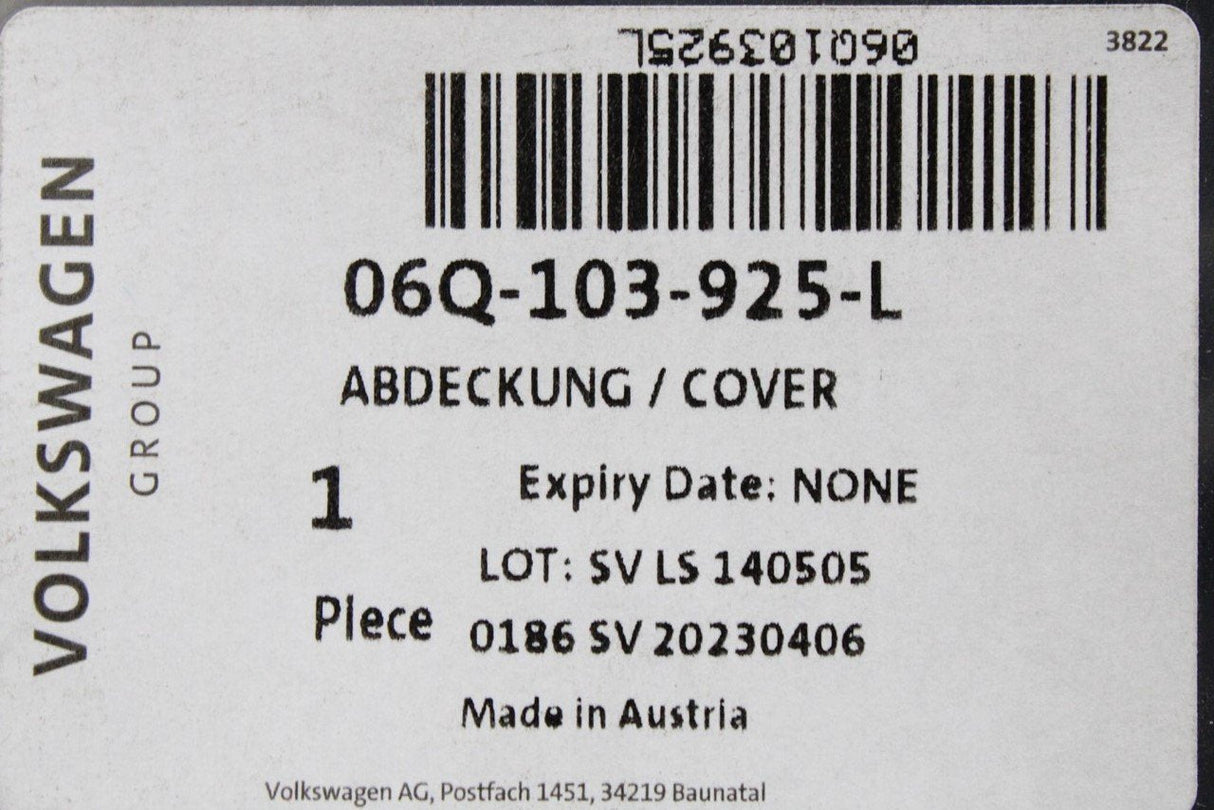 06Q103925L
3822
06Q-103-925-L
ABDECKUNG / COVER
1
Expiry Date: NONE
LOT: SV LS 140505
Piece
0186 SV 20230406
Made in Austria
Volkswagen AG, Postfach 1451, 34219 Baunatal
VOLKSWAGEN
GROUP